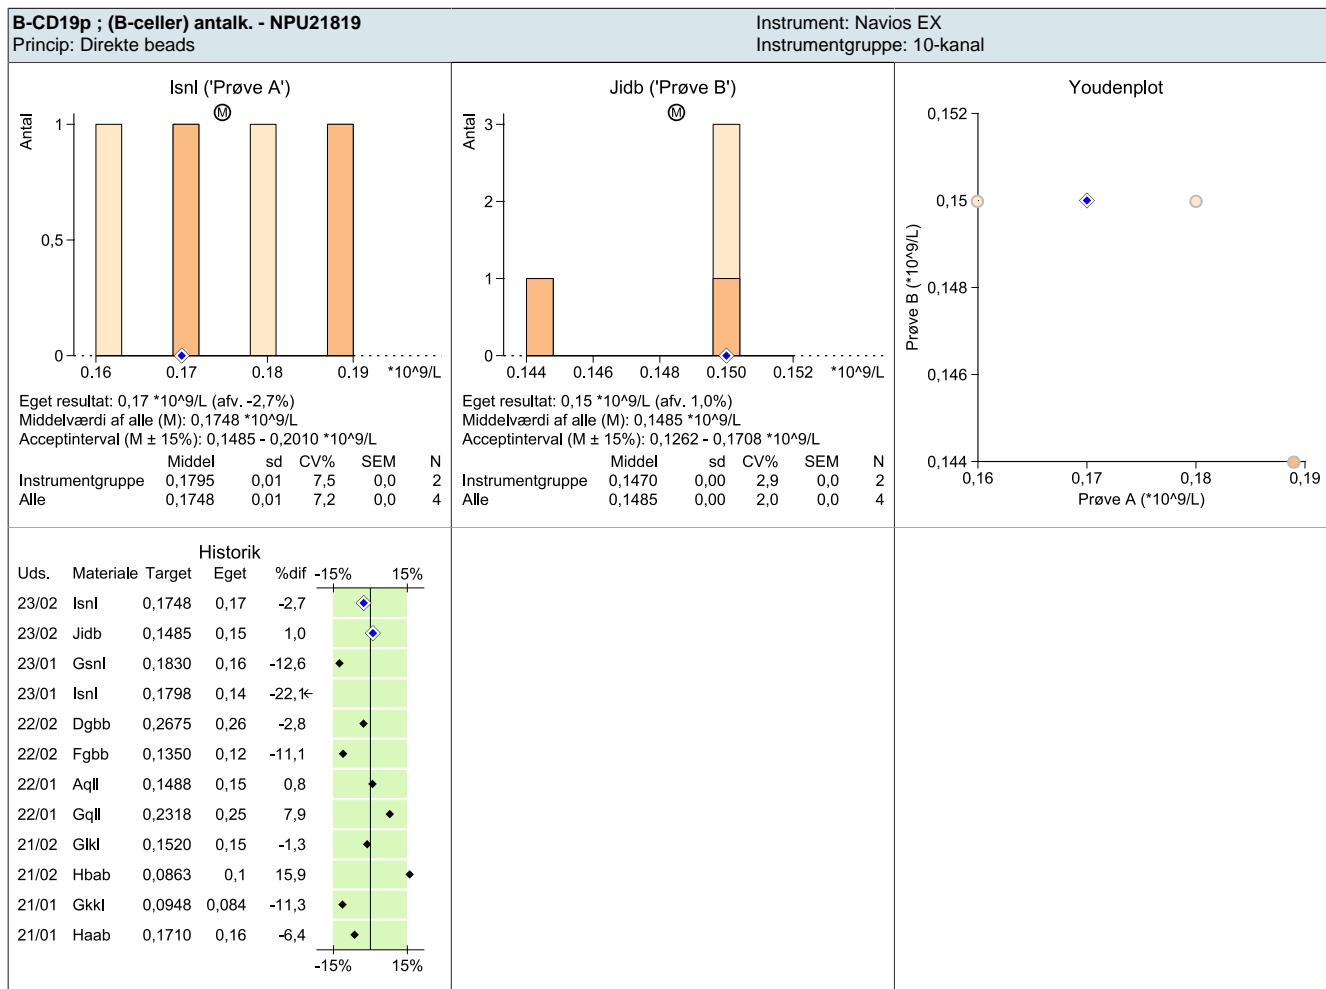 B-CD19p ; (B-celler) antalk. - NPU21819
Princip: Direkte beads
Instrument: Navios EX
Instrumentgruppe: 10-kanal
Isnl ('Prøve A')
M
Antal
1
0,5
0
0.16 0.17 0.18 0.19 *10^9/L
Eget resultat: 0,17 *10^9/L (afv. -2,7%)
Middelværdi af alle (M): 0,1748 *10^9/L
Acceptinterval (M ± 15%): 0,1485 - 0,2010 *10^9/L
Middel sd CV% SEM N
Instrumentgruppe 0,1795 0,01 7,5 0,0 2
Alle 0,1748 0,01 7,2 0,0 4
Jidb ('Prøve B')
M
Antal
3
2
1
0
0.144 0.146 0.148 0.150 0.152 *10^9/L
Eget resultat: 0,15 *10^9/L (afv. 1,0%)
Middelværdi af alle (M): 0,1485 *10^9/L
Acceptinterval (M ± 15%): 0,1262 - 0,1708 *10^9/L
Middel sd CV% SEM N
Instrumentgruppe 0,1470 0,00 2,9 0,0 2
Alle 0,1485 0,00 2,0 0,0 4
Youdenplot
Prøve B (*10^9/L)
0,152
0,15
0,148
0,146
0,144
0,16 0,17 0,18 0,19
Prøve A (*10^9/L)
Historik
Uds. Materiale Target Eget %dif -15% 15%
23/02 Isnl 0,1748 0,17 -2,7
23/02 Jidb 0,1485 0,15 1,0
23/01 Gsnl 0,1830 0,16 -12,6
23/01 Isnl 0,1798 0,14 -22,1
22/02 Dgbb 0,2675 0,26 -2,8
22/02 Fgbb 0,1350 0,12 -11,1
22/01 Aqll 0,1488 0,15 0,8
22/01 Gqll 0,2318 0,25 7,9
21/02 Glkl 0,1520 0,15 -1,3
21/02 Hbab 0,0863 0,1 15,9
21/01 Gkkl 0,0948 0,084 -11,3
21/01 Haab 0,1710 0,16 -6,4
-15% 15%